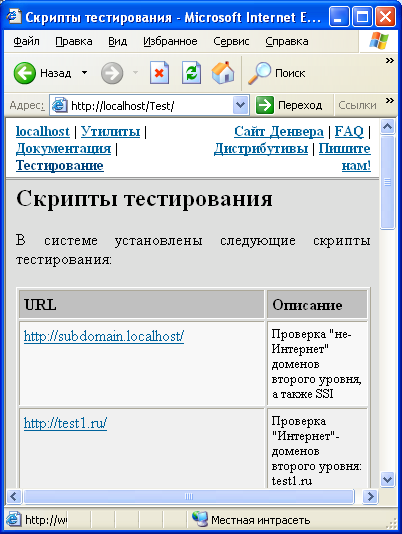 Скрипты тестирования - Microsoft Internet E...
Файл Правка Вид Избранное Сервис Справка
Назад Поиск
Адрес: http://localhost/Test/ Переход Ссылки
localhost | Утилиты |
Документация |
Тестирование
Сайт Денвера | FAQ |
Дистрибутивы | Пишите
нам!
Скрипты тестирования
В системе установлены следующие скрипты
тестирования:
URL Описание
http://subdomain.localhost/
Проверка "не-
Интернет"
доменов
второго уровня,
а также SSI
http://test1.ru/
Проверка
"Интернет"-
доменов
второго уровня:
test1.ru
Местная интрасеть